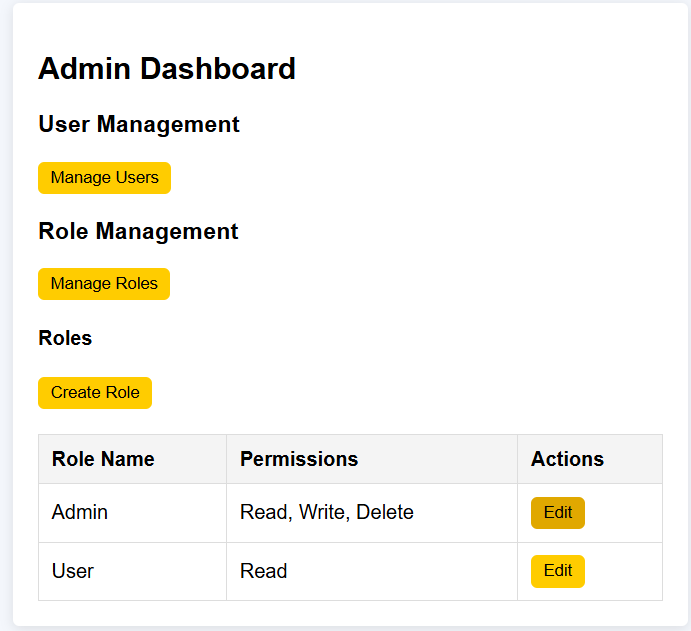 Admin Dashboard
User Management
Manage Users
Role Management
Manage Roles
Roles
Create Role
Role Name Permissions Actions
Admin Read, Write, Delete Edit
User Read Edit